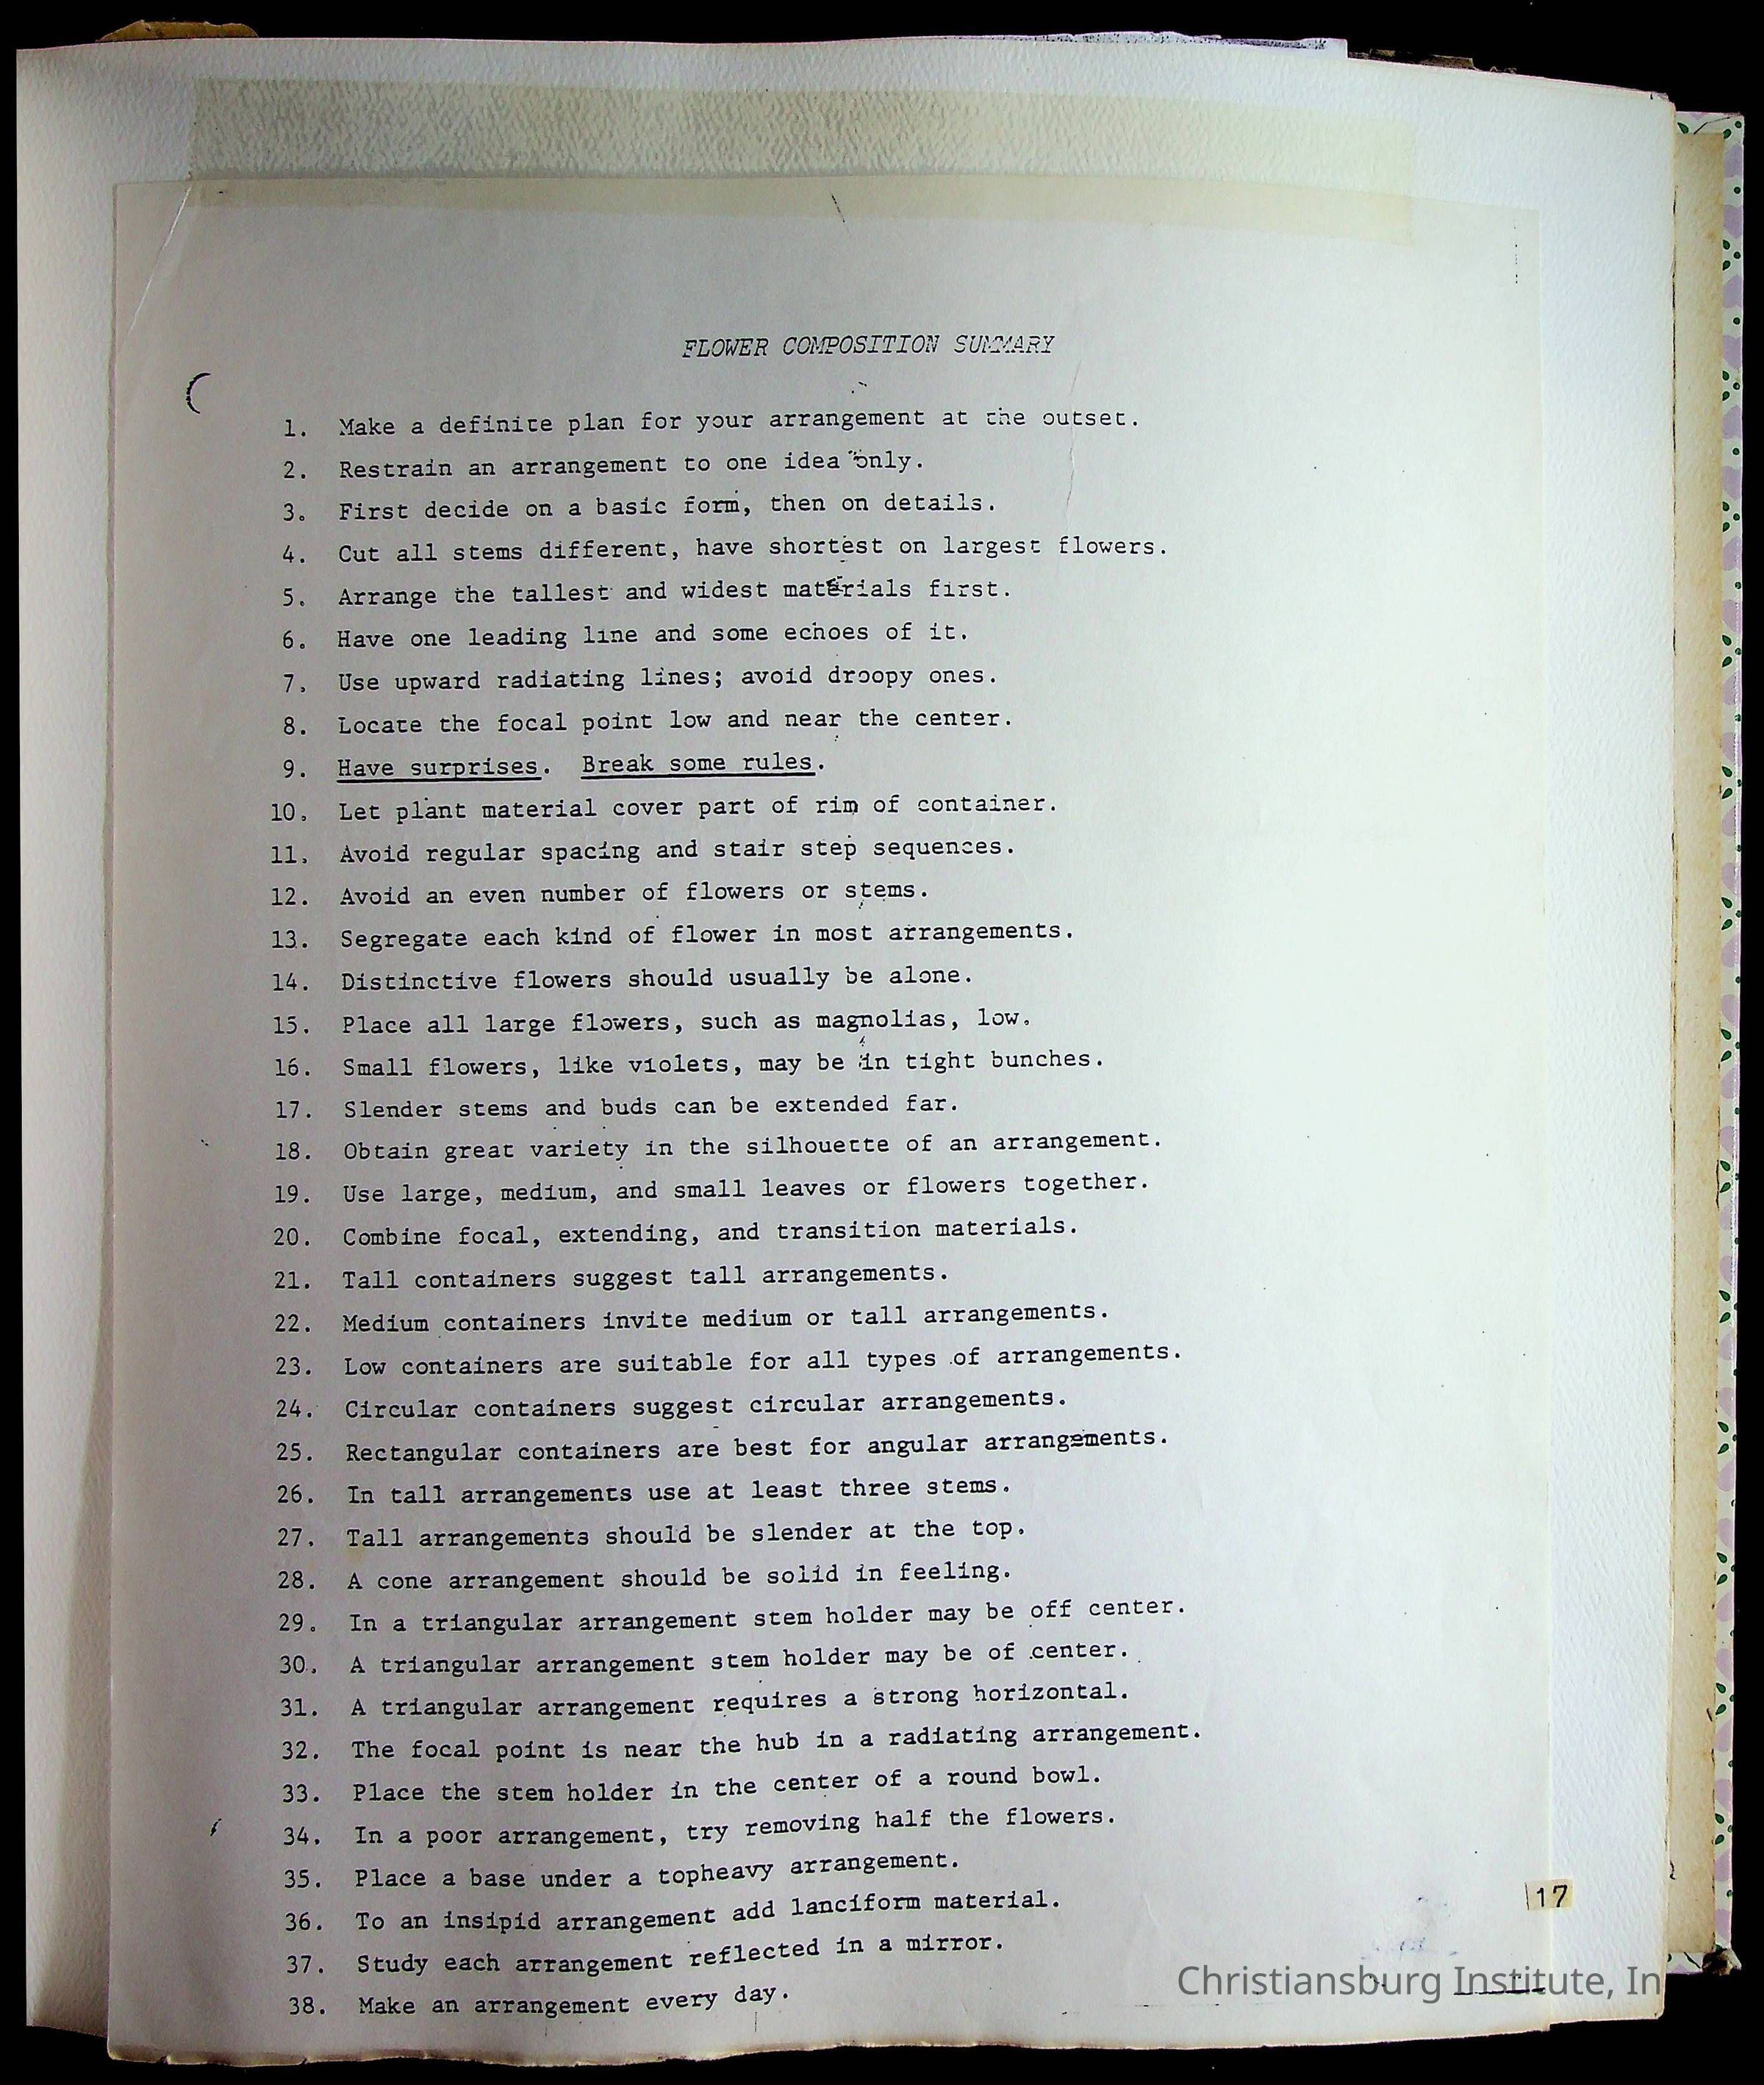 FLOWER COMPOSITION SUMMARY
1. Make a definite plan for your arrangement at the outset.
2. Restrain an arrangement to one idea only.
3. First decide on a basic form, then on details.
4. Cut all stems different, have shortest on largest flowers.
5. Arrange the tallest and widest materials first.
6. Have one leading line and some echoes of it.
7. Use upward radiating lines; avoid droopy ones.
8. Locate the focal point low and near the center.
9. Have surprises. Break some rules.
10. Let plant material cover part of rim of container.
11. Avoid regular spacing and stair step sequences.
12. Avoid an even number of flowers or stems.
13. Segregate each kind of flower in most arrangements.
14. Distinctive flowers should usually be alone.
15. Place all large flowers, such as magnolias, low.
16. Small flowers, like violets, may be in tight bunches.
17. Slender stems and buds can be extended far.
18. Obtain great variety in the silhouette of an arrangement.
19. Use large, medium, and small leaves or flowers together.
20. Combine focal, extending, and transition materials.
21. Tall containers suggest tall arrangements.
22. Medium containers invite medium or tall arrangements.
23. Low containers are suitable for all types of arrangements.
24. Circular containers suggest circular arrangements.
25. Rectangular containers are best for angular arrangements.
26. In tall arrangements use at least three stems.
27. Tall arrangements should be slender at the top.
28. A cone arrangement should be solid in feeling.
29. In a triangular arrangement stem holder may be off center.
30. A triangular arrangement stem holder may be of center.
31. A triangular arrangement requires a strong horizontal.
32. The focal point is near the hub in a radiating arrangement.
33. Place the stem holder in the center of a round bowl.
34. In a poor arrangement, try removing half the flowers.
35. Place a base under a topheavy arrangement.
36. To an insipid arrangement add lanciform material.
37. Study each arrangement reflected in a mirror.
38. Make an arrangement every day.
17
Christiansburg Institute, In